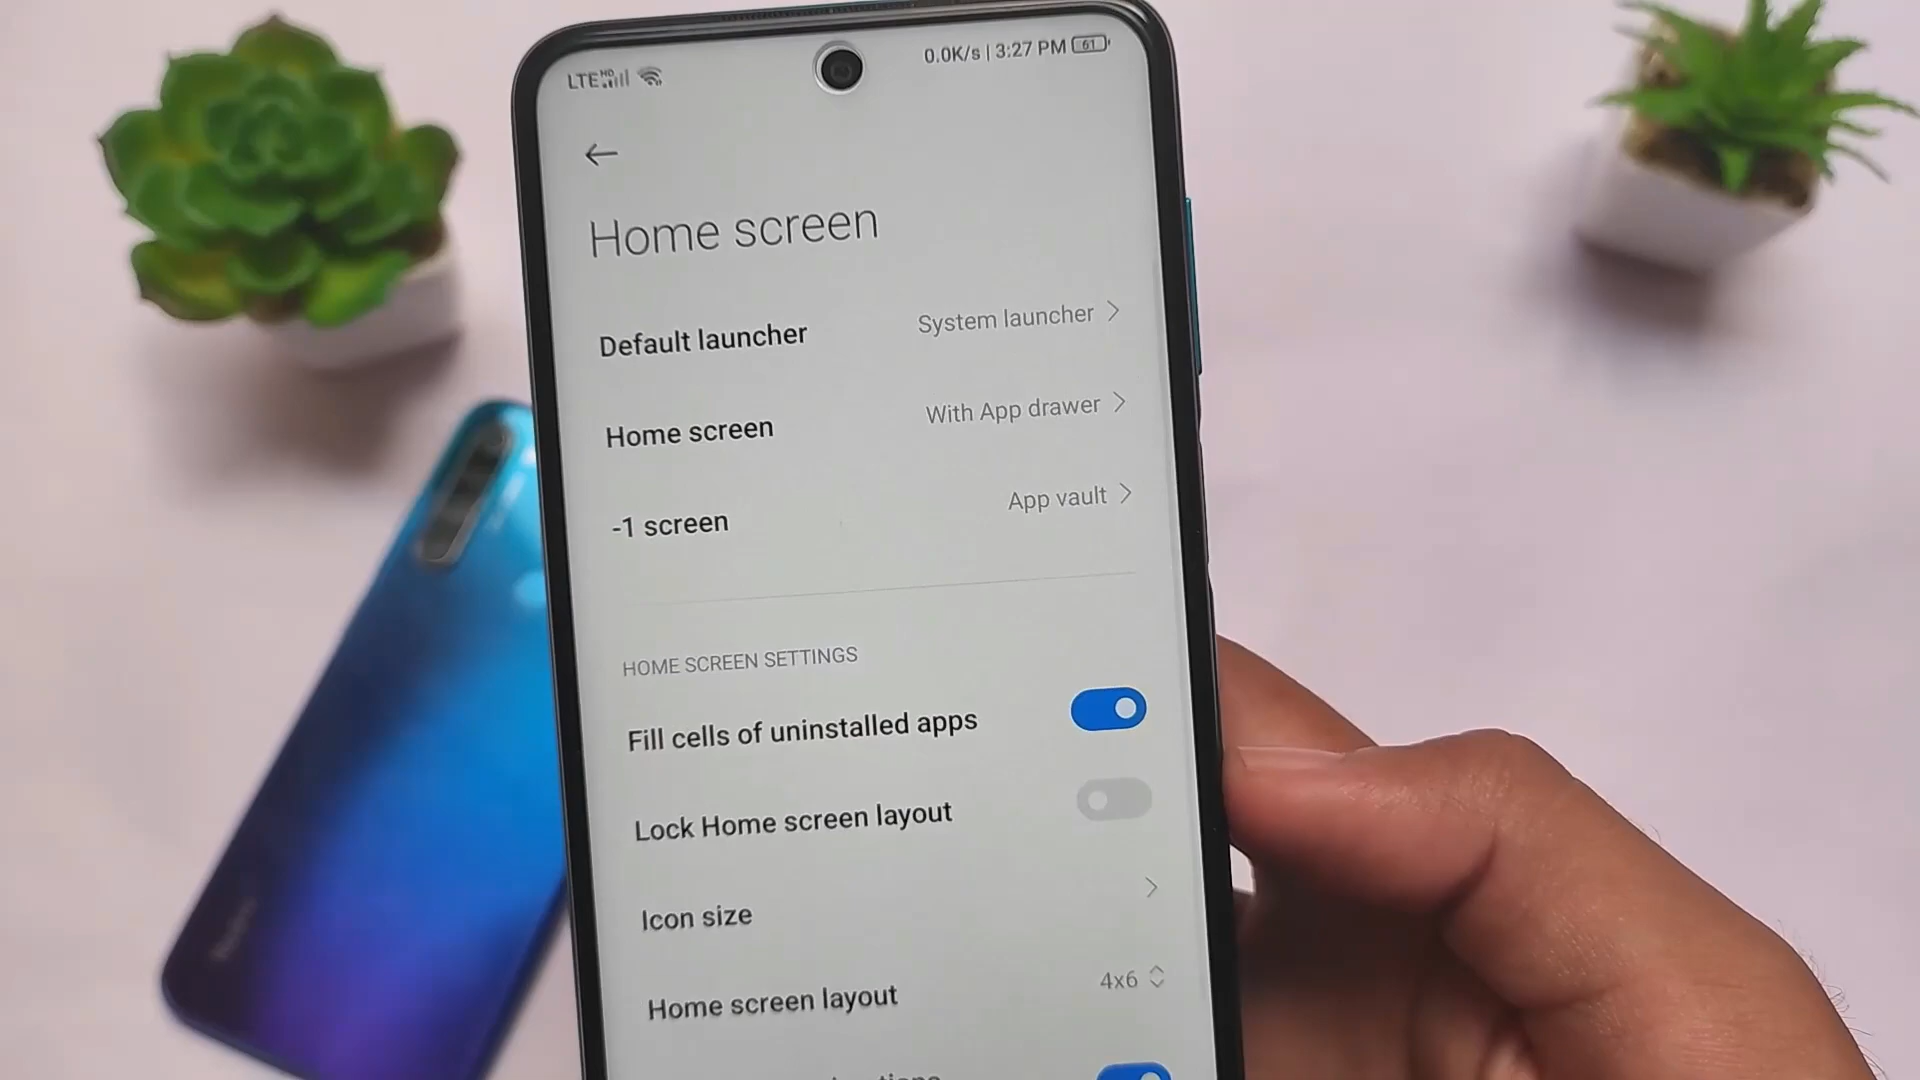 LTE HD 0.0K/s | 3:27 PM 61
Home screen
Default launcher System launcher
Home screen With App drawer
-1 screen App vault
HOME SCREEN SETTINGS
Fill cells of uninstalled apps
Lock Home screen layout
Icon size
Home screen layout 4x6